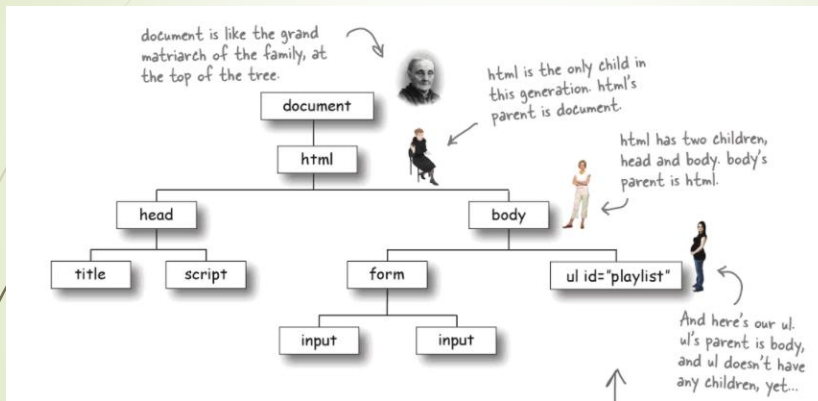 document is like the grand
matriarch of the family, at
the top of the tree.
html is the only child in
this generation. html's
parent is document.
document
html has two children,
head and body. body's
parent is html.
html
head
body
title
script
form
ul id="playlist"
input
input
And here's our ul.
ul's parent is body,
and ul doesn't have
any children, yet...